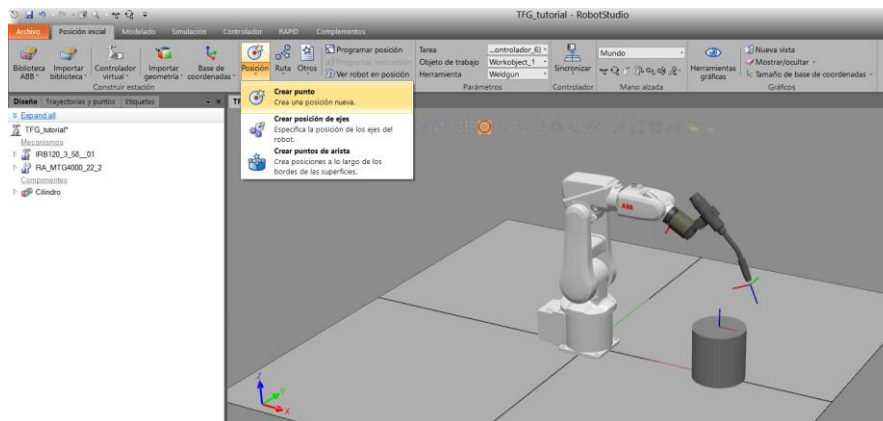 TFG_tutorial - RobotStudio
Archivo Posición inicial Modelado Simulación Controlador RAPID Complementos
Biblioteca ABB
Importar biblioteca
Controlador virtual
Importar geometría
Base de coordenadas
Construir estación
Posición
Ruta
Otros
Programar posición
Programar instrucción
Ver robot en posición
Tarea ...ontrolador_6)
Objeto de trabajo Workobject_1
Herramienta Weldgun
Parámetros
Sincronizar
Controlador
Mundo
Mano alzada
Herramientas gráficas
Nueva vista
Mostrar/ocultar
Tamaño de base de coordenadas
Gráficos
Crear punto
Crea una posición nueva.
Crear posición de ejes
Especifica la posición de los ejes del
robot.
Crear puntos de arista
Crea posiciones a lo largo de los
bordes de las superficies.
Diseño Trayectorias y puntos Etiquetas
Expand all
TFG_tutorial*
Mecanismos
IRB120_3_58__01
RA_MTG4000_22_2
Componentes
Cilindro
ABB
Z
Y
X